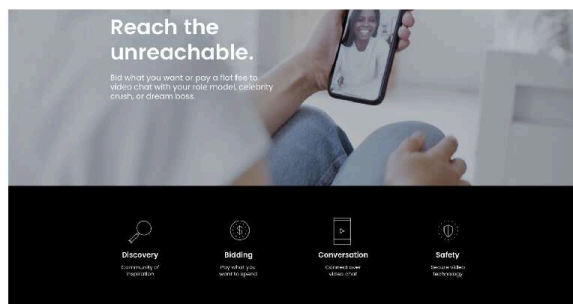 Reach the
unreachable.
Bid what you want or pay a flat fee to
video chat with your role model, celebrity
crush, or dream boss.
Discovery
Community of
inspiration
Bidding
Pay what you
want to spend
Conversation
Connect over
video chat
Safety
Secure video
technology